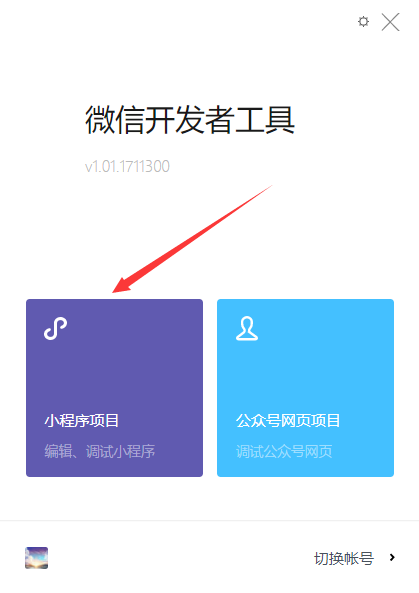 微信开发者工具
v1.01.1711300
小程序项目
编辑、调试小程序
公众号网页项目
调试公众号网页
切换帐号